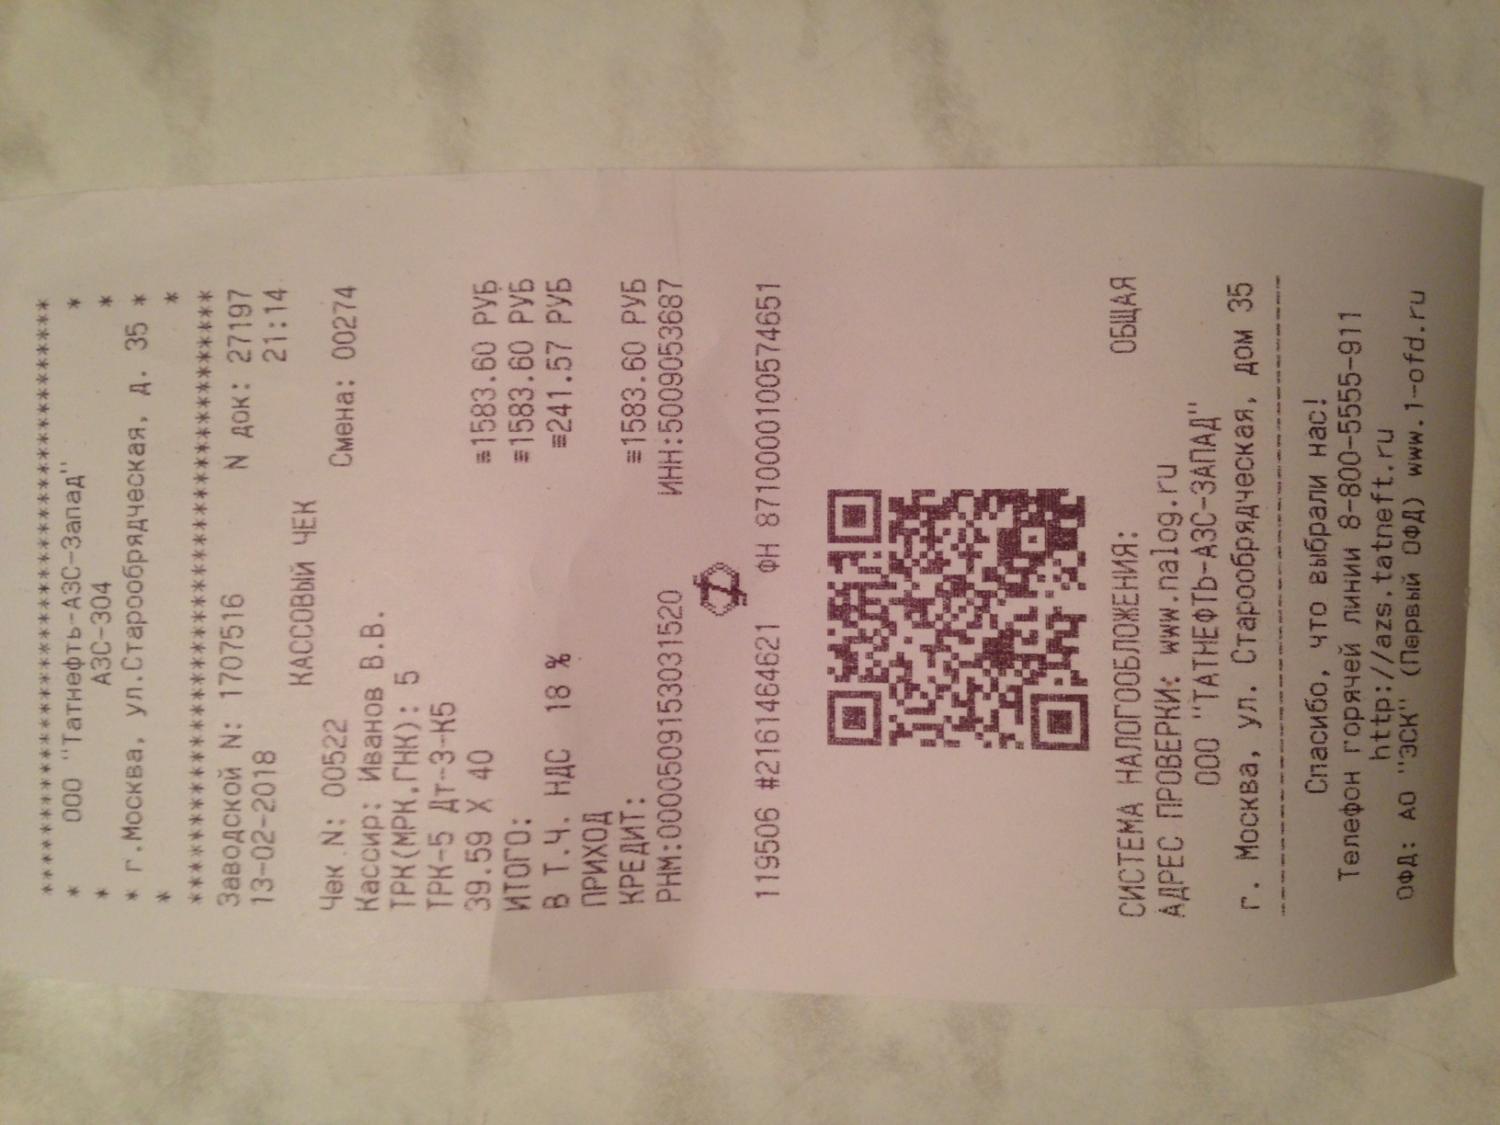 ************************************
* ООО "Татнефть-АЗС-Запад" *
* АЗС-304 *
* г.Москва, ул.Старообрядческая, д. 35 *
* *
************************************
Заводской N: 1707516 N док: 27197
13-02-2018 21:14
КАССОВЫЙ ЧЕК
Чек N: 00522 Смена: 00274
Кассир: Иванов В.В.
ТРК(МРК,ГНК): 5
ТРК-5 Дт-З-К5
39.59 X 40 ≡1583.60 РУБ
ИТОГО: ≡1583.60 РУБ
В Т.Ч. НДС 18 % ≡241.57 РУБ
ПРИХОД
КРЕДИТ: ≡1583.60 РУБ
РНМ:0000509153031520 ИНН:5009053687
119506 #2161464621 ФН 8710000100574651
СИСТЕМА НАЛОГООБЛОЖЕНИЯ: ОБЩАЯ
АДРЕС ПРОВЕРКИ: www.nalog.ru
ООО "ТАТНЕФТЬ-АЗС-ЗАПАД"
г. Москва, ул. Старообрядческая, дом 35
Спасибо, что выбрали нас!
Телефон горячей линии 8-800-5555-911
http://azs.tatneft.ru
ОФД: АО "ЭСК" (Первый ОФД) www.1-ofd.ru